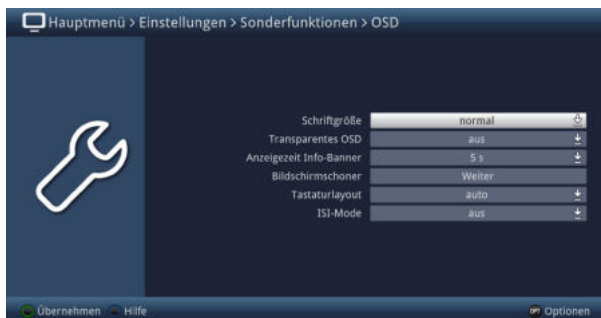 Hauptmenü > Einstellungen > Sonderfunktionen > OSD
Schriftgröße normal
Transparentes OSD aus
Anzeigezeit Info-Banner 5 s
Bildschirmschoner Weiter
Tastaturlayout auto
ISI-Mode aus
Übernehmen Hilfe OPT Optionen